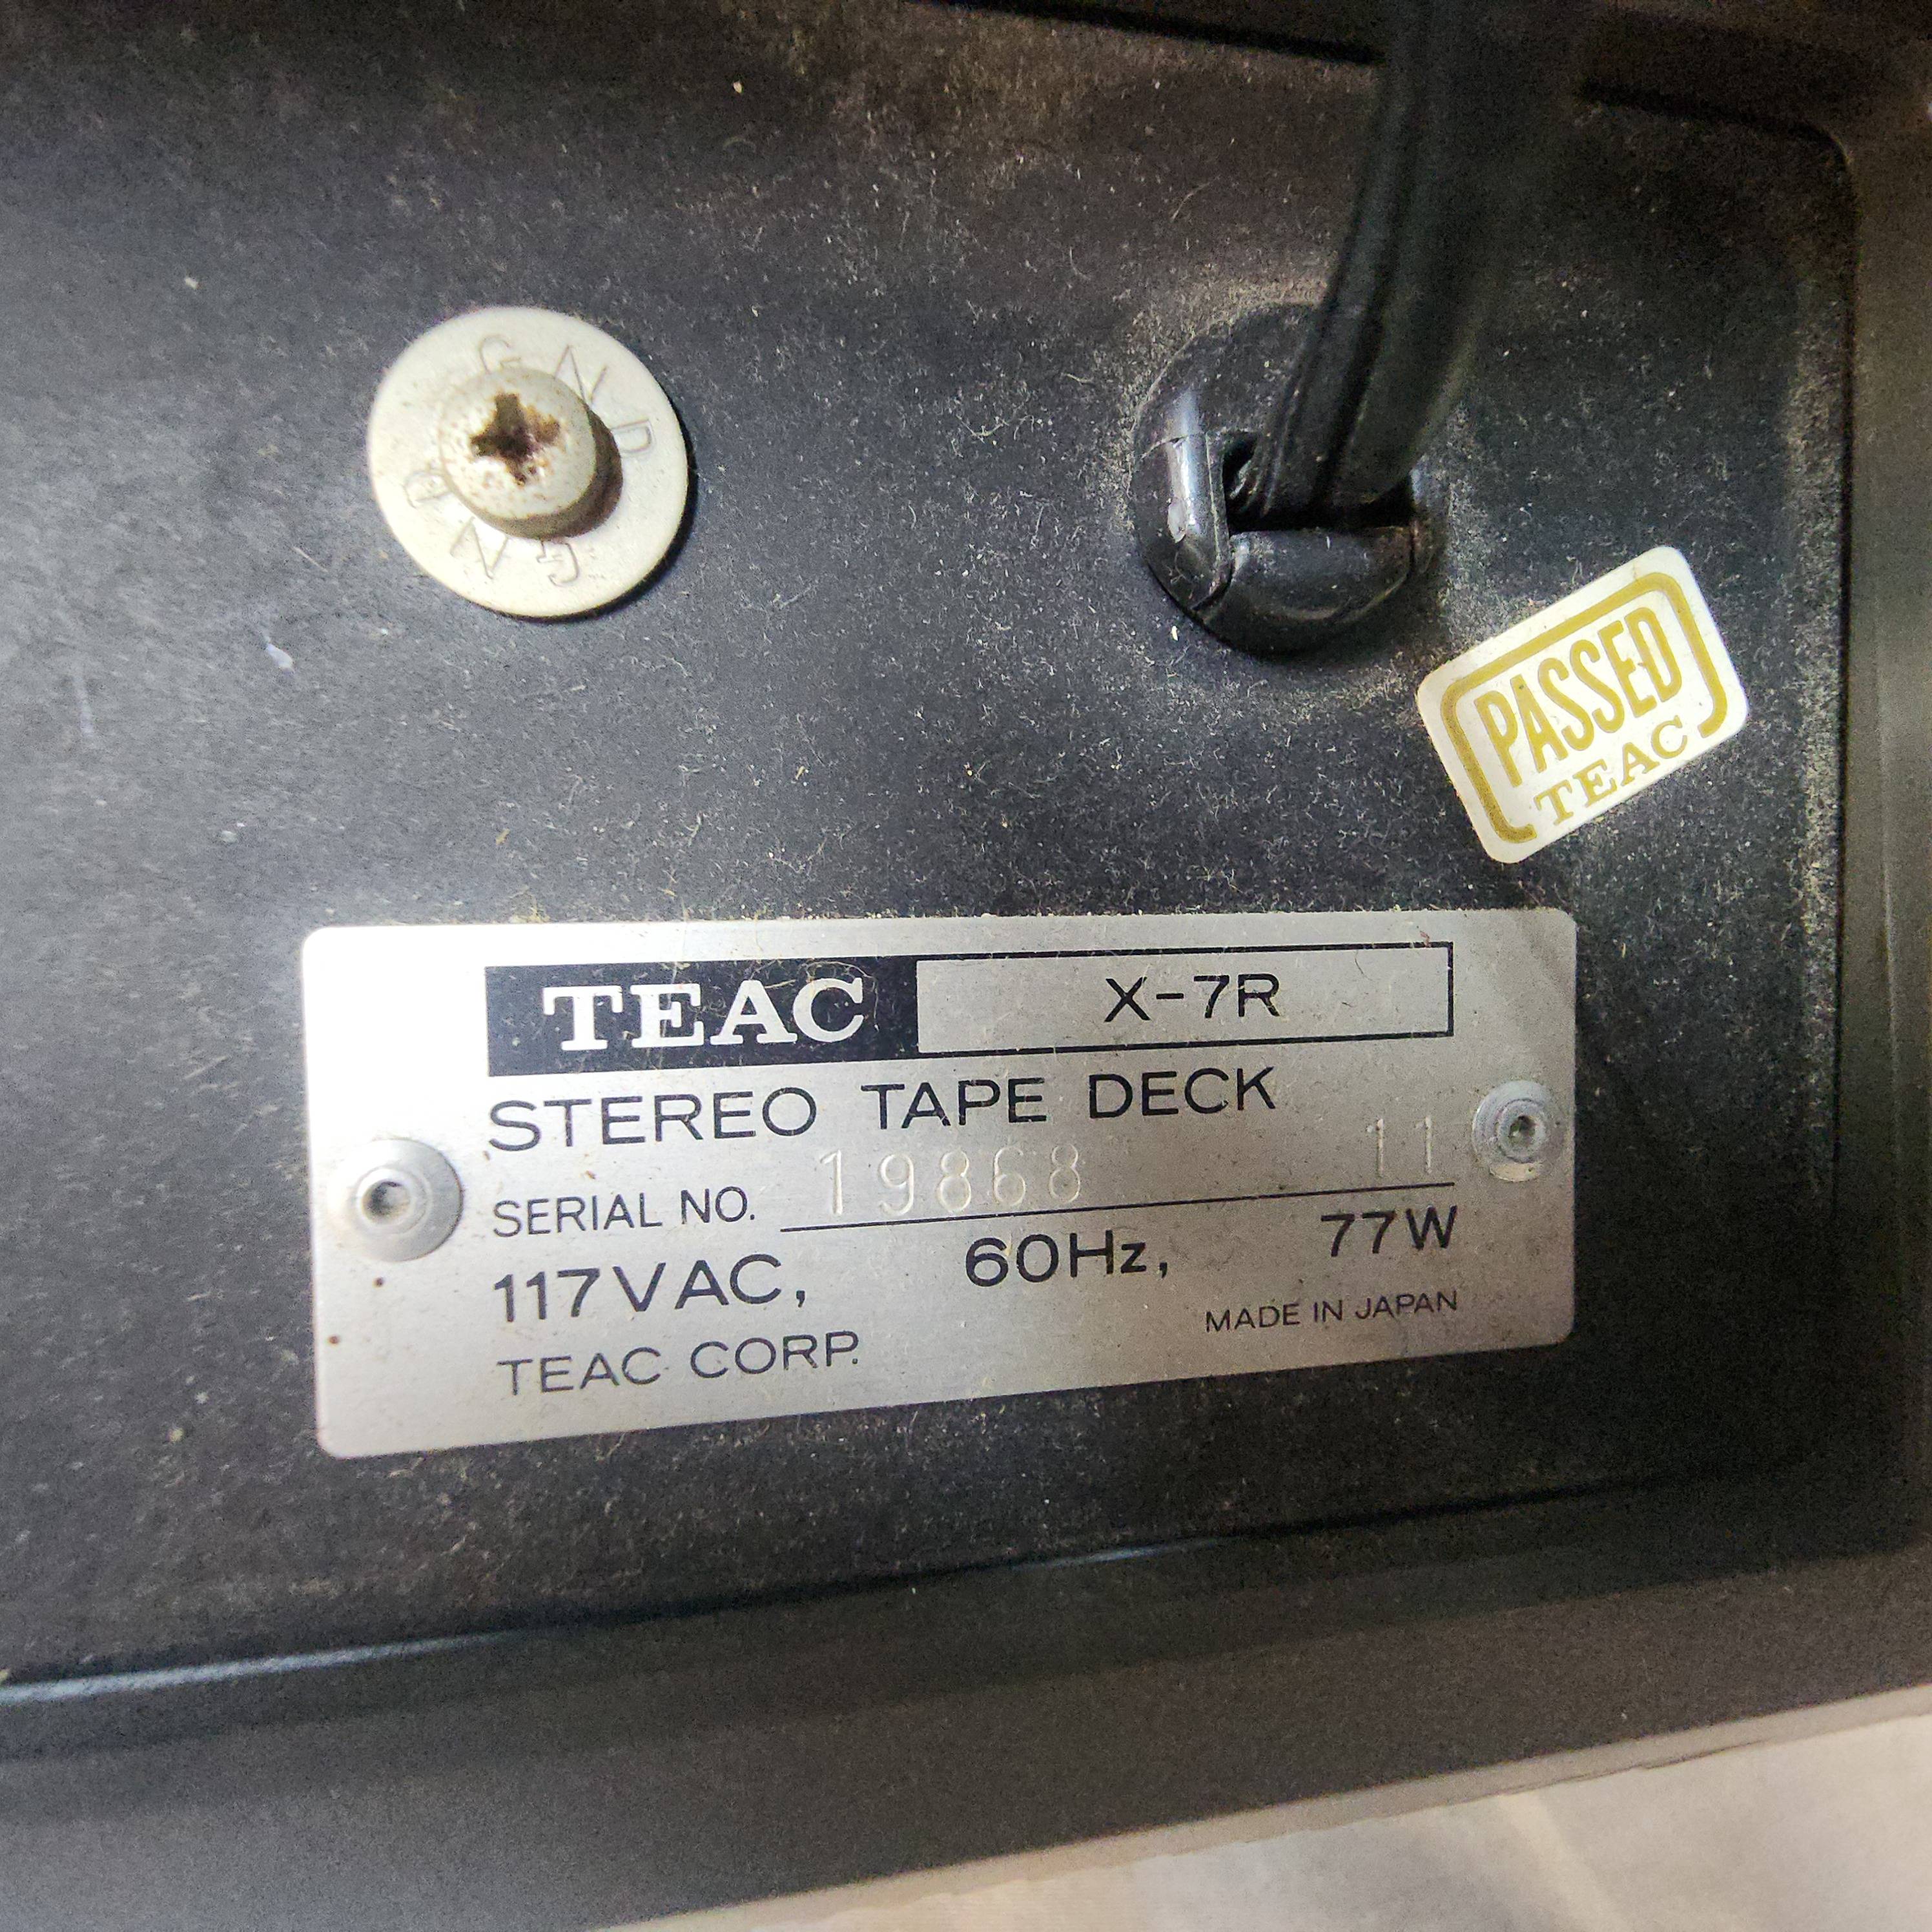 GND
GND
PASSED
TEAC
TEAC X-7R
STEREO TAPE DECK
SERIAL NO. 19868 11
117VAC, 60Hz, 77W
TEAC CORP. MADE IN JAPAN